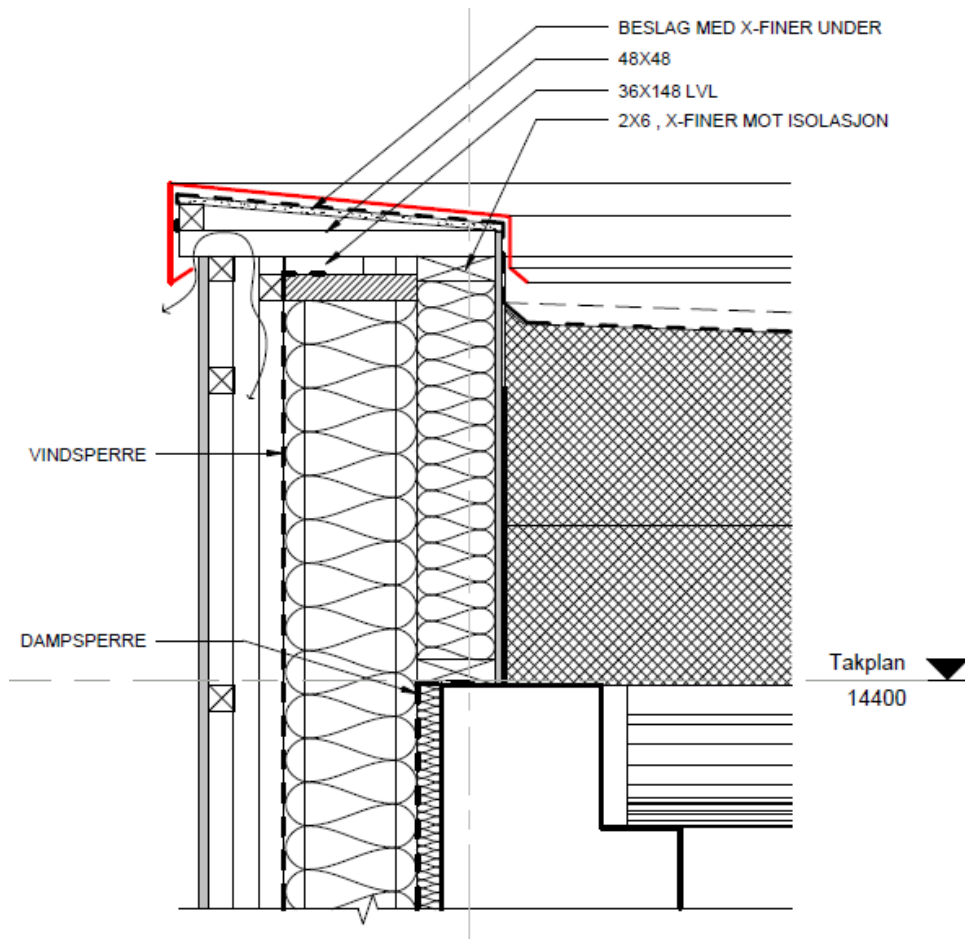 BESLAG MED X-FINER UNDER
48X48
36X148 LVL
2X6 , X-FINER MOT ISOLASJON
VINDSPERRE
DAMPSPERRE
Takplan
14400